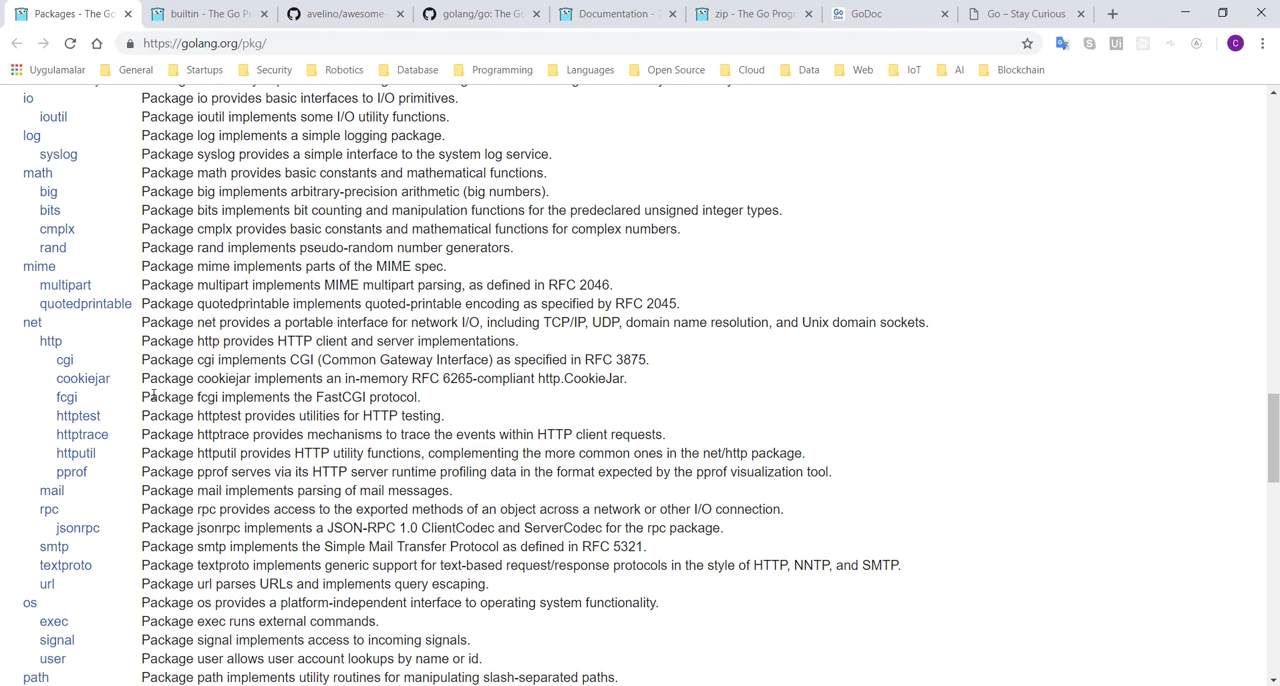 Packages - The Go
builtin - The Go Pr
avelino/awesome-
golang/go: The Go
Documentation - T
zip - The Go Progr
GoDoc
Go – Stay Curious
https://golang.org/pkg/
Uygulamalar General Startups Security Robotics Database Programming Languages Open Source Cloud Data Web IoT AI Blockchain
io Package io provides basic interfaces to I/O primitives.
ioutil Package ioutil implements some I/O utility functions.
log Package log implements a simple logging package.
syslog Package syslog provides a simple interface to the system log service.
math Package math provides basic constants and mathematical functions.
big Package big implements arbitrary-precision arithmetic (big numbers).
bits Package bits implements bit counting and manipulation functions for the predeclared unsigned integer types.
cmplx Package cmplx provides basic constants and mathematical functions for complex numbers.
rand Package rand implements pseudo-random number generators.
mime Package mime implements parts of the MIME spec.
multipart Package multipart implements MIME multipart parsing, as defined in RFC 2046.
quotedprintable Package quotedprintable implements quoted-printable encoding as specified by RFC 2045.
net Package net provides a portable interface for network I/O, including TCP/IP, UDP, domain name resolution, and Unix domain sockets.
http Package http provides HTTP client and server implementations.
cgi Package cgi implements CGI (Common Gateway Interface) as specified in RFC 3875.
cookiejar Package cookiejar implements an in-memory RFC 6265-compliant http.CookieJar.
fcgi Package fcgi implements the FastCGI protocol.
httptest Package httptest provides utilities for HTTP testing.
httptrace Package httptrace provides mechanisms to trace the events within HTTP client requests.
httputil Package httputil provides HTTP utility functions, complementing the more common ones in the net/http package.
pprof Package pprof serves via its HTTP server runtime profiling data in the format expected by the pprof visualization tool.
mail Package mail implements parsing of mail messages.
rpc Package rpc provides access to the exported methods of an object across a network or other I/O connection.
jsonrpc Package jsonrpc implements a JSON-RPC 1.0 ClientCodec and ServerCodec for the rpc package.
smtp Package smtp implements the Simple Mail Transfer Protocol as defined in RFC 5321.
textproto Package textproto implements generic support for text-based request/response protocols in the style of HTTP, NNTP, and SMTP.
url Package url parses URLs and implements query escaping.
os Package os provides a platform-independent interface to operating system functionality.
exec Package exec runs external commands.
signal Package signal implements access to incoming signals.
user Package user allows user account lookups by name or id.
path Package path implements utility routines for manipulating slash-separated paths.